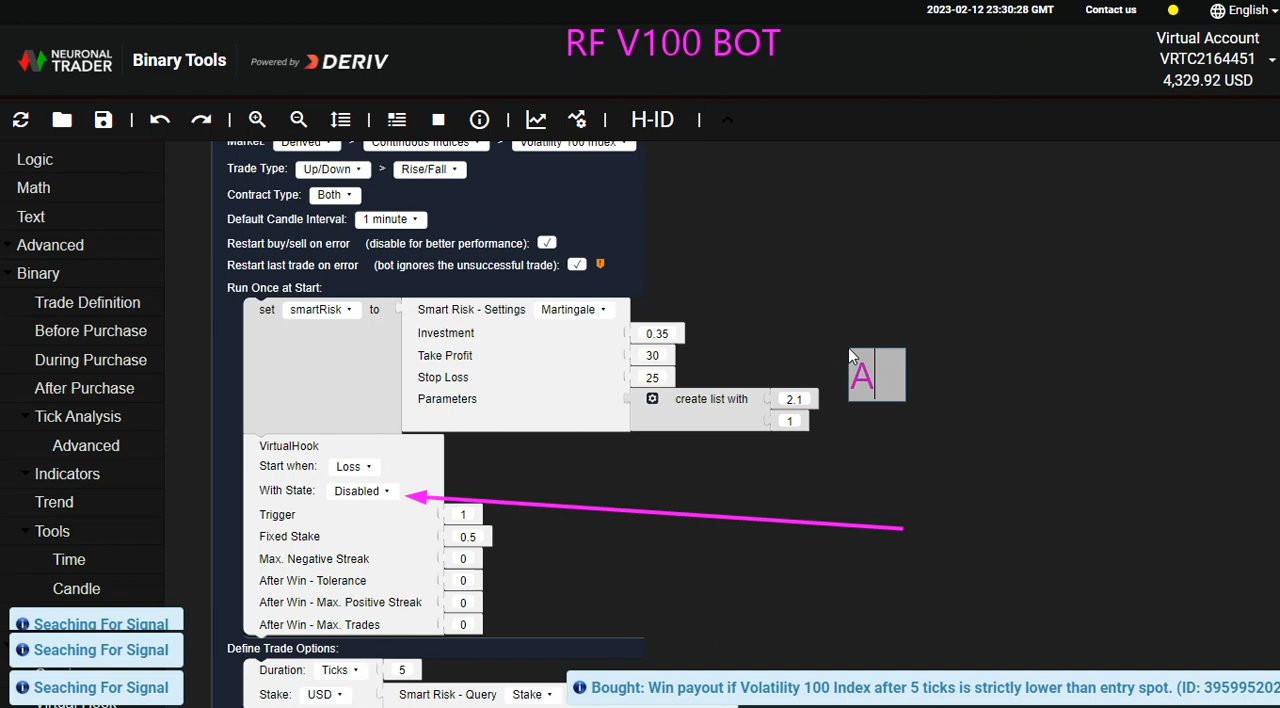 2023-02-12 23:30:28 GMT
Contact us
English
RF V100 BOT
NEURONAL TRADER
Binary Tools
Powered by DERIV
Virtual Account
VRTC2164451
4,329.92 USD
H-ID
Logic
Math
Text
Advanced
Binary
Trade Definition
Before Purchase
During Purchase
After Purchase
Tick Analysis
Advanced
Indicators
Trend
Tools
Time
Candle
Seaching For Signal
Seaching For Signal
Seaching For Signal
Virtual Hook
Market: Derived > Continuous Indices > Volatility 100 Index
Trade Type: Up/Down > Rise/Fall
Contract Type: Both
Default Candle Interval: 1 minute
Restart buy/sell on error (disable for better performance): ✓
Restart last trade on error (bot ignores the unsuccessful trade): ✓
Run Once at Start:
set smartRisk to Smart Risk - Settings Martingale
Investment 0.35
Take Profit 30
Stop Loss 25
Parameters create list with 2.1
1
A
VirtualHook
Start when: Loss
With State: Disabled
Trigger 1
Fixed Stake 0.5
Max. Negative Streak 0
After Win - Tolerance 0
After Win - Max. Positive Streak 0
After Win - Max. Trades 0
Define Trade Options:
Duration: Ticks 5
Stake: USD Smart Risk - Query Stake
Bought: Win payout if Volatility 100 Index after 5 ticks is strictly lower than entry spot. (ID: 395995202